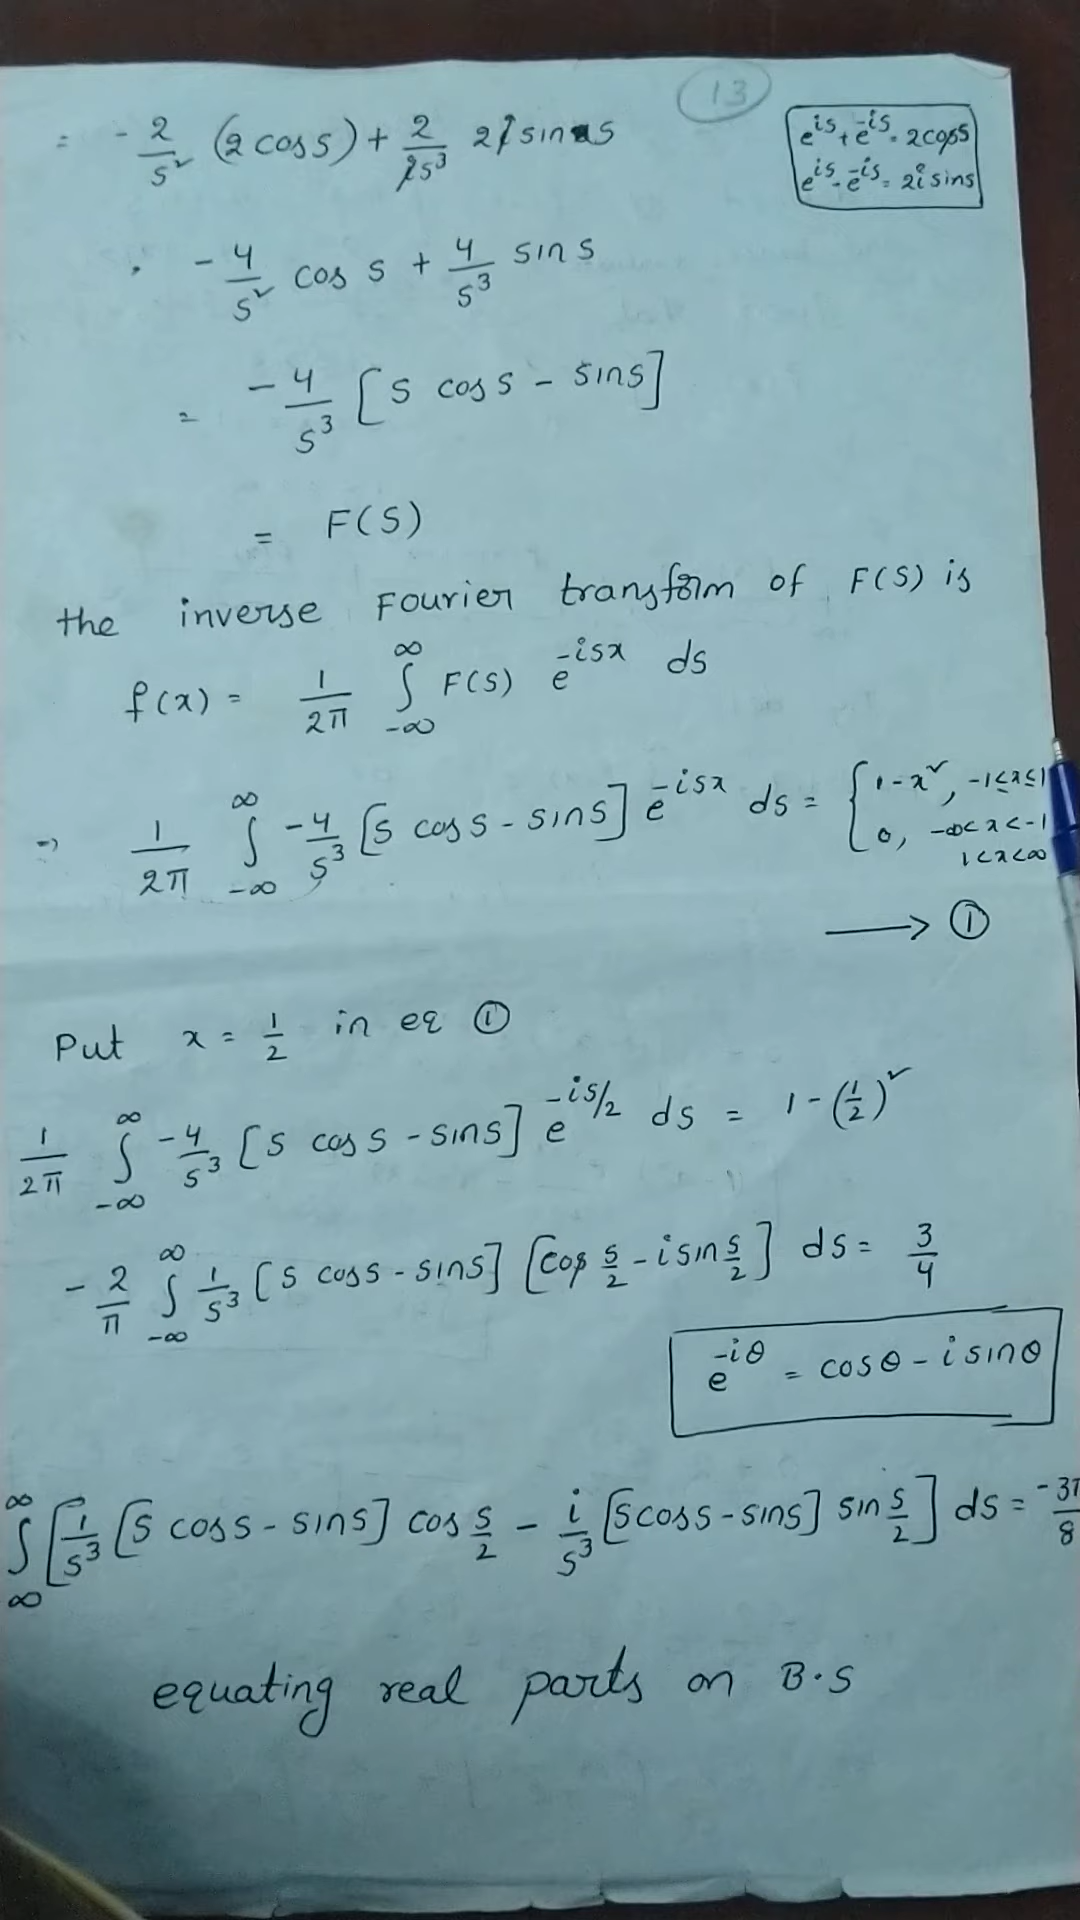 13
= - 2/s² (2 cos s) + 2/is³ 2i sin s
e^is + e^-is = 2cos s
e^is - e^-is = 2i sin s
. - 4/s² cos s + 4/s³ sin s
= - 4/s³ [s cos s - sin s]
= F(S)
the inverse Fourier transform of F(S) is
f(x) = 1/2π ∫_-∞^∞ F(S) e^-isx ds
⇒ 1/2π ∫_-∞^∞ -4/s³ [s cos s - sin s] e^-isx ds = { 1-x², -1≤x≤1
0, -∞<x<-1
1<x<∞
⟶ ①
Put x = 1/2 in eq ①
1/2π ∫_-∞^∞ -4/s³ [s cos s - sin s] e^-is/2 ds = 1-(1/2)²
-2/π ∫_-∞^∞ 1/s³ [s cos s - sin s] [cos s/2 - i sin s/2] ds = 3/4
e^-iθ = cos θ - i sin θ
∫_∞^∞ [1/s³ [s cos s - sin s] cos s/2 - i/s³ [s cos s - sin s] sin s/2] ds = -3π/8
equating real parts on B.S